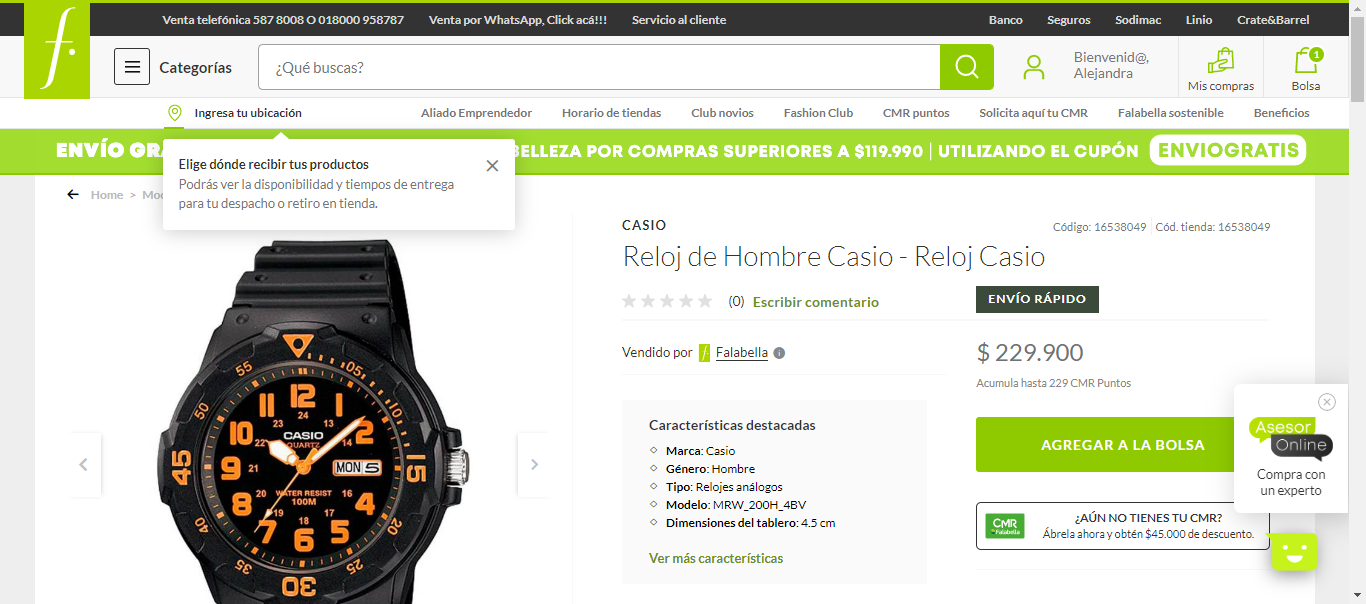 Venta telefónica 587 8008 O 018000 958787 Venta por WhatsApp, Click acá!!! Servicio al cliente Banco Seguros Sodimac Linio Crate&Barrel
f.
Categorías ¿Qué buscas? Bienvenid@,
Alejandra
Mis compras
1
Bolsa
Ingresa tu ubicación Aliado Emprendedor Horario de tiendas Club novios Fashion Club CMR puntos Solicita aquí tu CMR Falabella sostenible Beneficios
ENVÍO BELLEZA POR COMPRAS SUPERIORES A $119.990 | UTILIZANDO EL CUPÓN ENVIOGRATIS
Elige dónde recibir tus productos
Podrás ver la disponibilidad y tiempos de entrega
para tu despacho o retiro en tienda.
Home >
CASIO
Código: 16538049 Cód. tienda: 16538049
Reloj de Hombre Casio - Reloj Casio
(0) Escribir comentario
ENVÍO RÁPIDO
Vendido por Falabella
$ 229.900
Acumula hasta 229 CMR Puntos
Características destacadas
Marca: Casio
Género: Hombre
Tipo: Relojes análogos
Modelo: MRW_200H_4BV
Dimensiones del tablero: 4.5 cm
Ver más características
AGREGAR A LA BOLSA
Asesor
Online
Compra con
un experto
CMR
Falabella
¿AÚN NO TIENES TU CMR?
Ábrela ahora y obtén $45.000 de descuento.
55 05
50 10
45 15
40 20
35 25
30
12 1 2 4 5 6 7 8 9 10 11
24 13 14 16 17 18 19 20 21 22 23
CASIO
QUARTZ
MON 5
WATER RESIST
100M